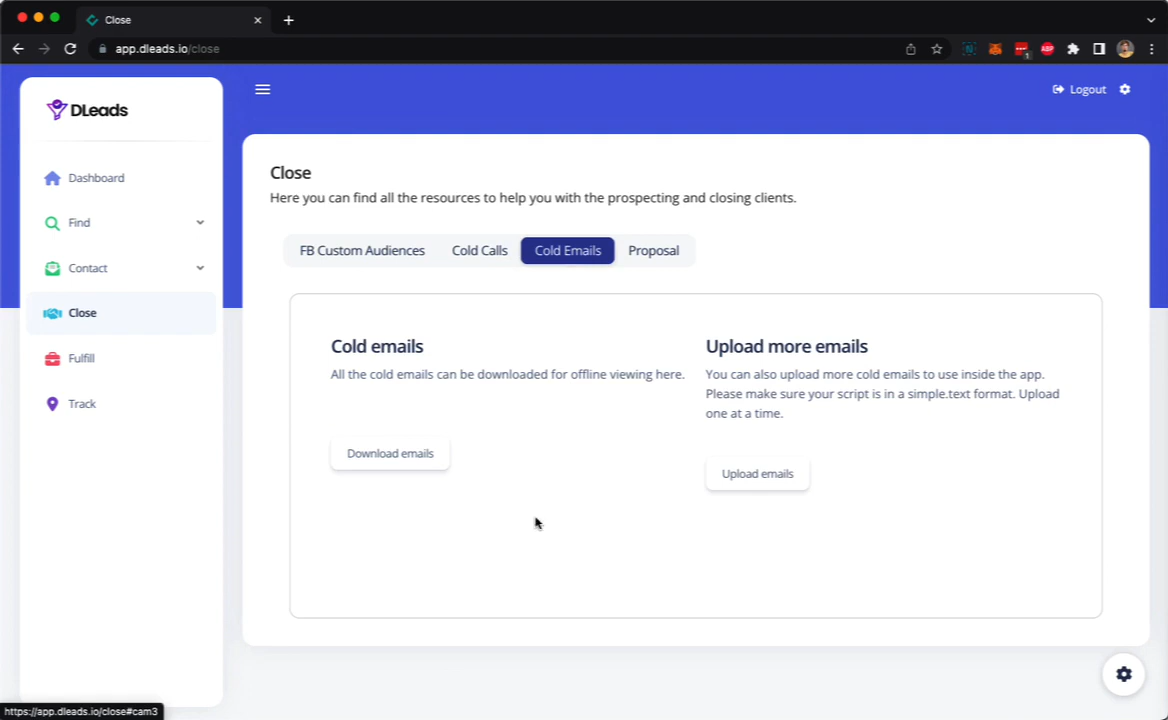 Close
app.dleads.io/close
1
ABP
DLeads
Logout
Dashboard
Find
Contact
Close
Fulfill
Track
Close
Here you can find all the resources to help you with the prospecting and closing clients.
FB Custom Audiences
Cold Calls
Cold Emails
Proposal
Cold emails
All the cold emails can be downloaded for offline viewing here.
Download emails
Upload more emails
You can also upload more cold emails to use inside the app.
Please make sure your script is in a simple.text format. Upload
one at a time.
Upload emails
https://app.dleads.io/close#cam3